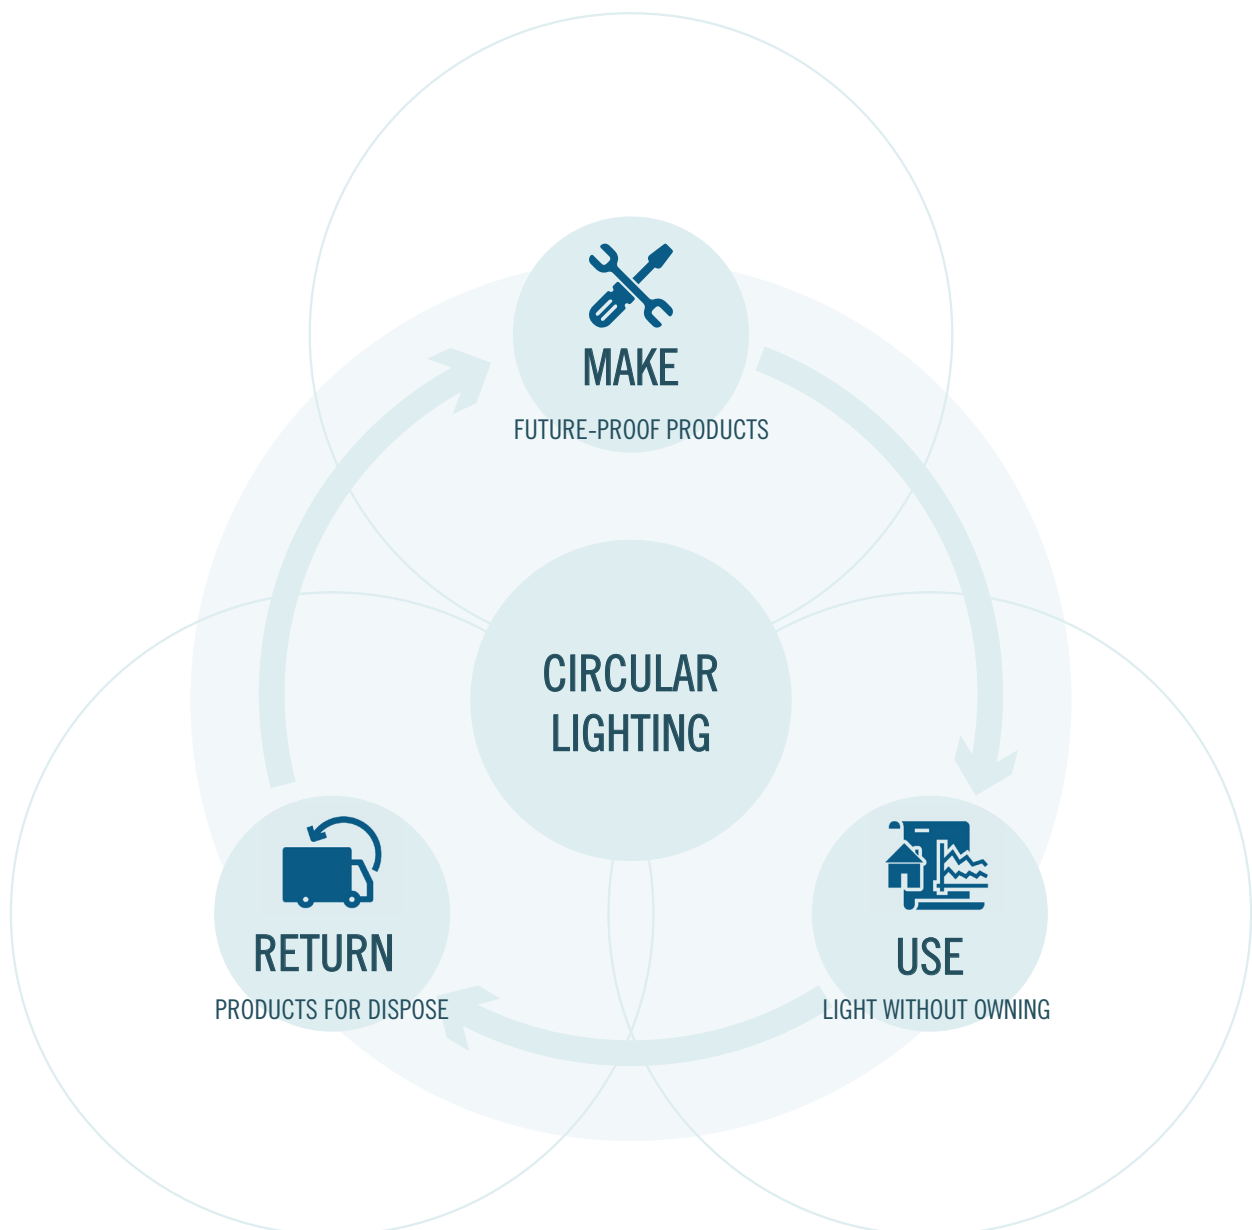 MAKE
FUTURE-PROOF PRODUCTS
CIRCULAR
LIGHTING
RETURN
PRODUCTS FOR DISPOSE
USE
LIGHT WITHOUT OWNING